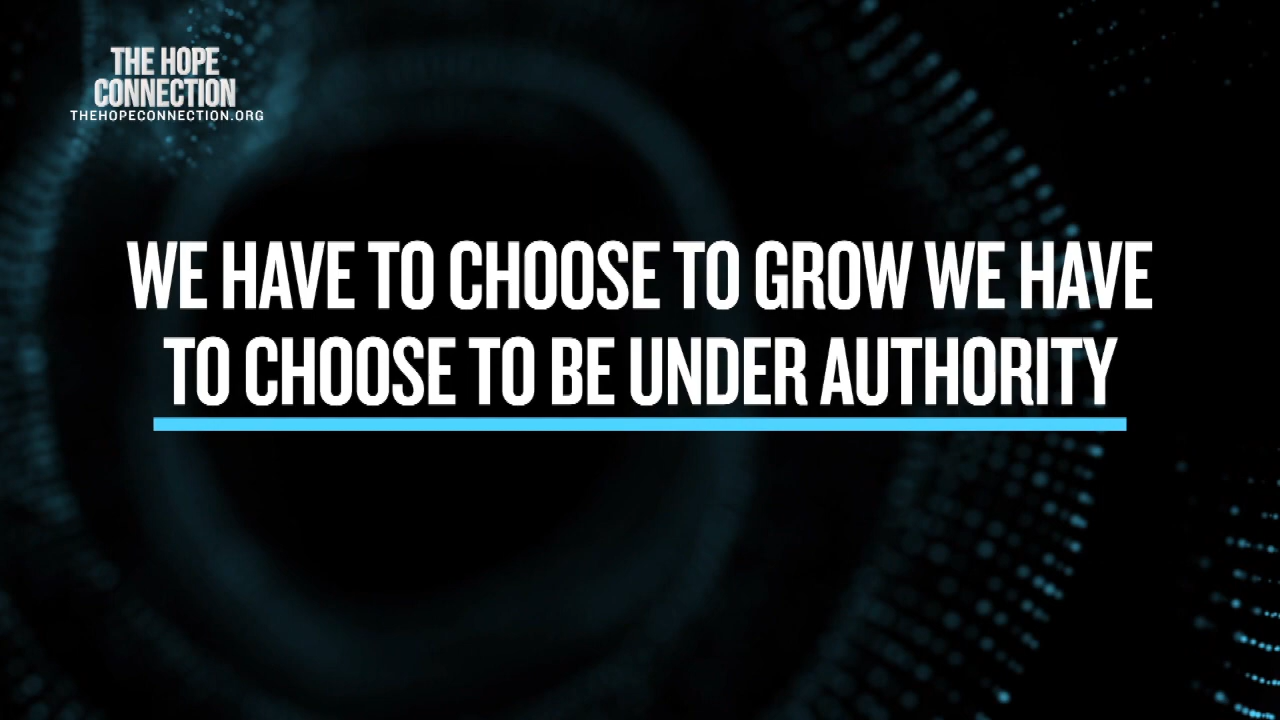 THE HOPE
CONNECTION
THEHOPECONNECTION.ORG
WE HAVE TO CHOOSE TO GROW WE HAVE
TO CHOOSE TO BE UNDER AUTHORITY